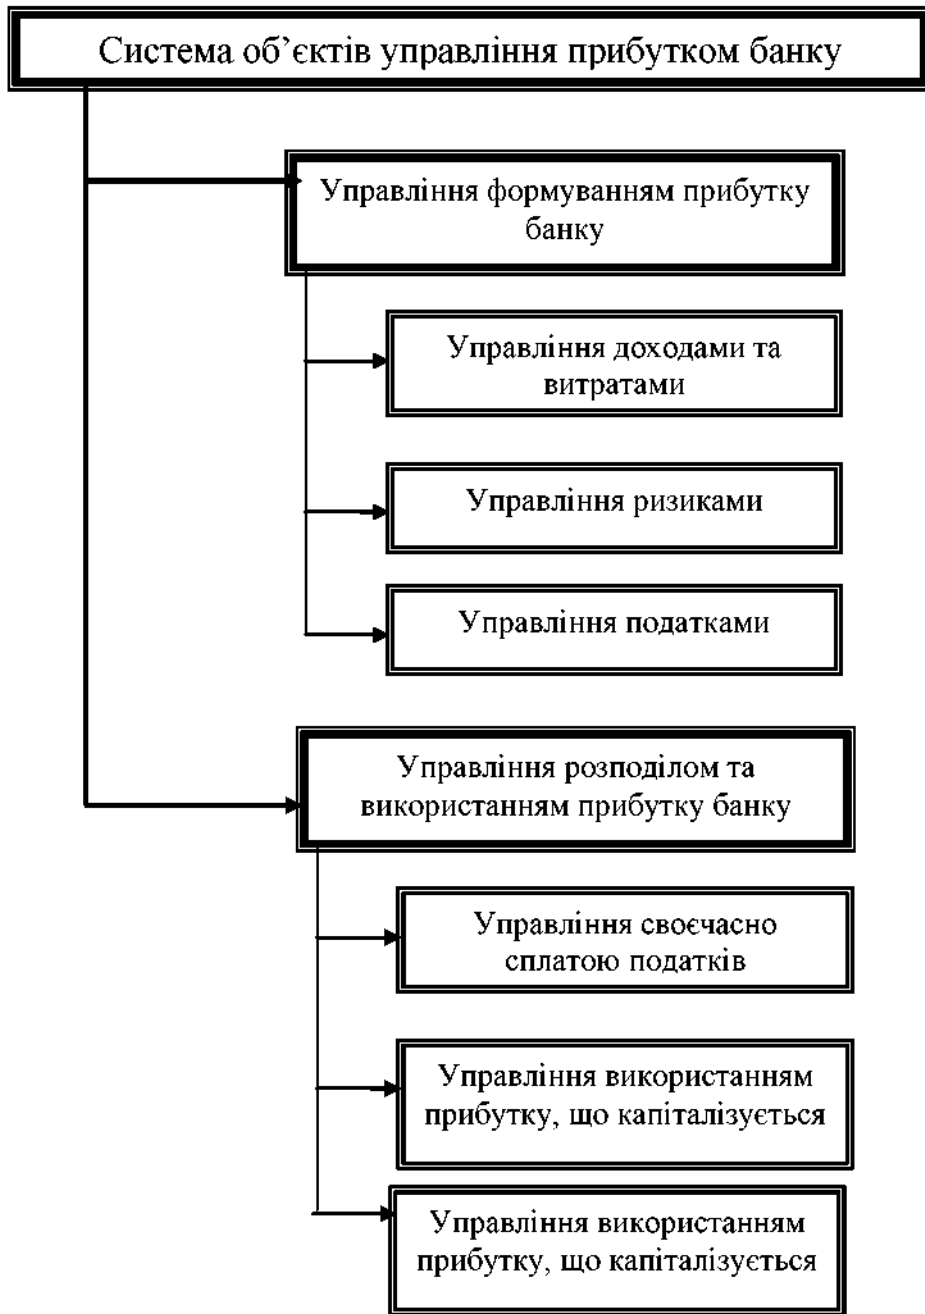 Система об’єктів управління прибутком банку
Управління формуванням прибутку
банку
Управління доходами та
витратами
Управління ризиками
Управління податками
Управління розподілом та
використанням прибутку банку
Управління своєчасно
сплатою податків
Управління використанням
прибутку, що капіталізується
Управління використанням
прибутку, що капіталізується